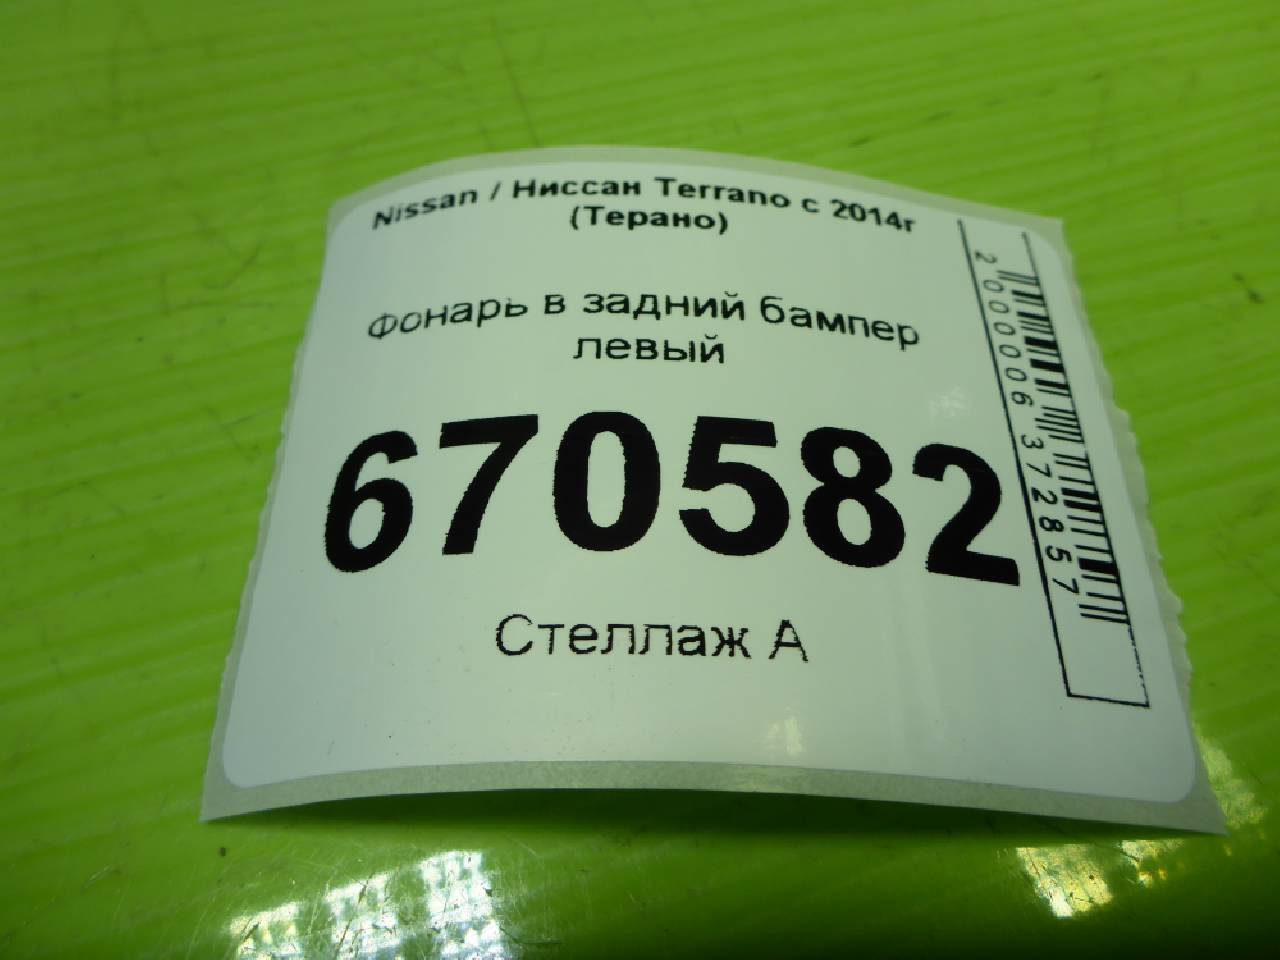 Nissan / Ниссан Terrano с 2014г
(Терано)
Фонарь в задний бампер
левый
670582
Стеллаж А
2000006372857